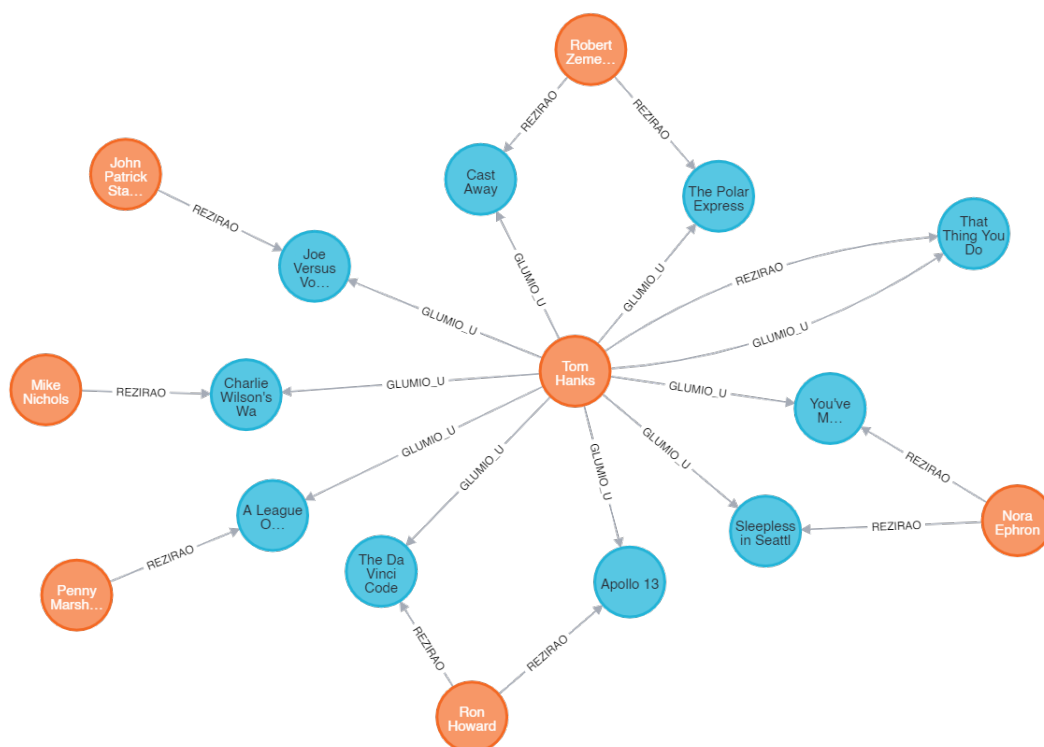 Robert
Zeme…
REZIRAO
REZIRAO
John
Patrick
Sta…
Cast
Away
The Polar
Express
REZIRAO
That
Thing You
Do
Joe
Versus
Vo…
GLUMIO_U
GLUMIO_U
REZIRAO
GLUMIO_U
GLUMIO_U
Mike
Nichols
REZIRAO
Charlie
Wilson's
Wa
GLUMIO_U
Tom
Hanks
GLUMIO_U
You've
M…
GLUMIO_U
GLUMIO_U
GLUMIO_U
GLUMIO_U
REZIRAO
A League
O…
Sleepless
in Seattl
REZIRAO
Nora
Ephron
REZIRAO
The Da
Vinci
Code
Apollo 13
Penny
Marsh…
REZIRAO
REZIRAO
Ron
Howard